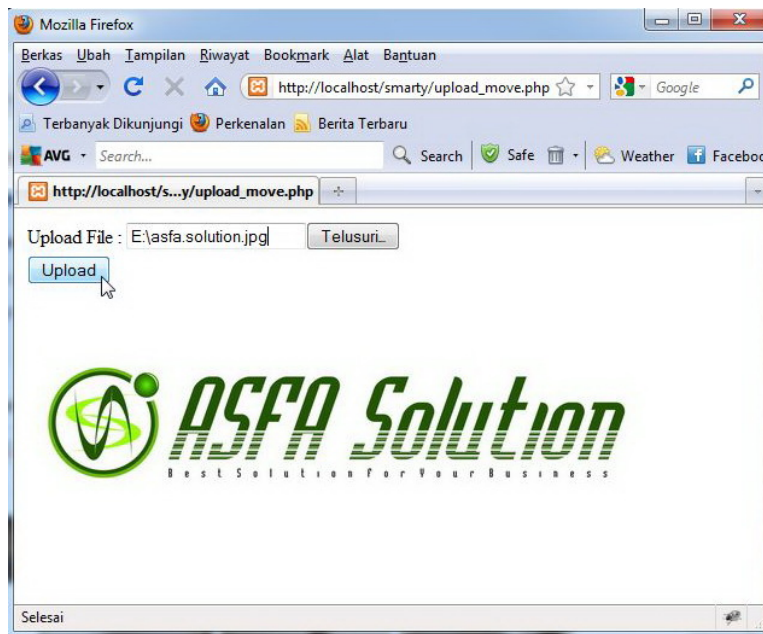 Mozilla Firefox
Berkas Ubah Tampilan Riwayat Bookmark Alat Bantuan
http://localhost/smarty/upload_move.php Google
Terbanyak Dikunjungi Perkenalan Berita Terbaru
AVG Search... Search Safe Weather Faceboo
http://localhost/s...y/upload_move.php
Upload File : E:\asfa.solution.jpg Telusuri...
Upload
ASFA Solution
Best Solution For Your Business
Selesai